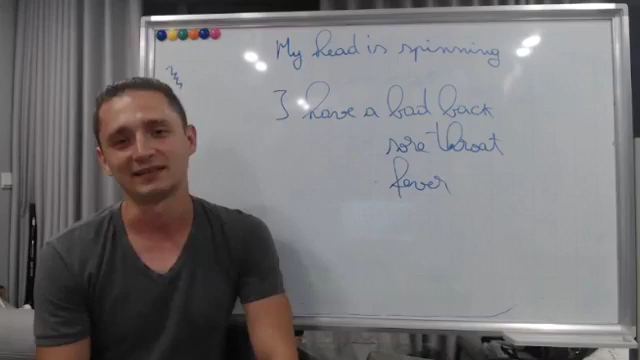 My head is spinning
I have a bad back
sore throat
fever